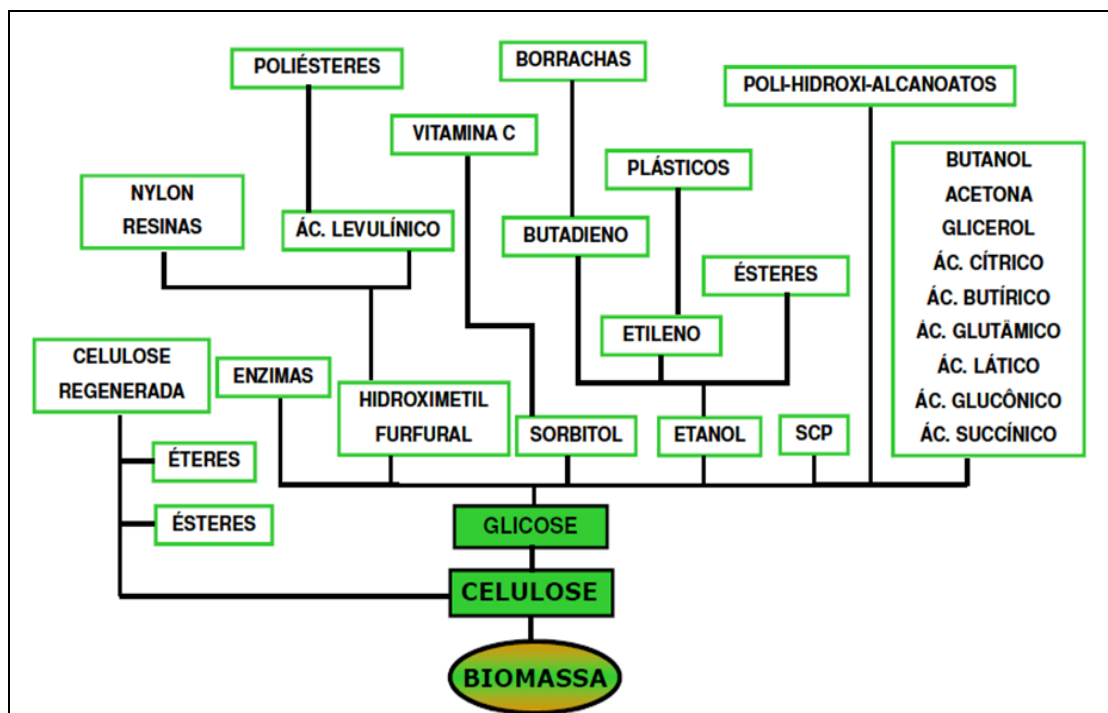 BORRACHAS
POLIÉSTERES
POLI-HIDROXI-ALCANOATOS
VITAMINA C
PLÁSTICOS
BUTANOL
ACETONA
GLICEROL
ÁC. CÍTRICO
ÁC. BUTÍRICO
ÁC. GLUTÂMICO
ÁC. LÁTICO
ÁC. GLUCÔNICO
ÁC. SUCCÍNICO
NYLON
RESINAS
ÁC. LEVULÍNICO
BUTADIENO
ÉSTERES
ETILENO
CELULOSE
REGENERADA
ENZIMAS
HIDROXIMETIL
FURFURAL
SORBITOL
ETANOL
SCP
ÉTERES
ÉSTERES
GLICOSE
CELULOSE
BIOMASSA